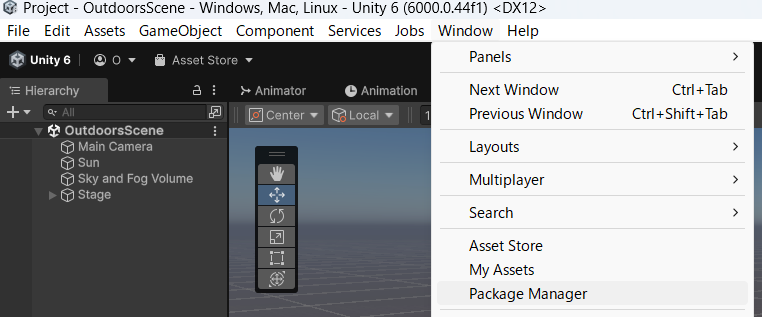 Project - OutdoorsScene - Windows, Mac, Linux - Unity 6 (6000.0.44f1) <DX12>
File Edit Assets GameObject Component Services Jobs Window Help
Unity 6 O Asset Store
Hierarchy
All
OutdoorsScene
Main Camera
Sun
Sky and Fog Volume
Stage
Animator Animation
Center Local 1
Panels
Next Window Ctrl+Tab
Previous Window Ctrl+Shift+Tab
Layouts
Multiplayer
Search
Asset Store
My Assets
Package Manager